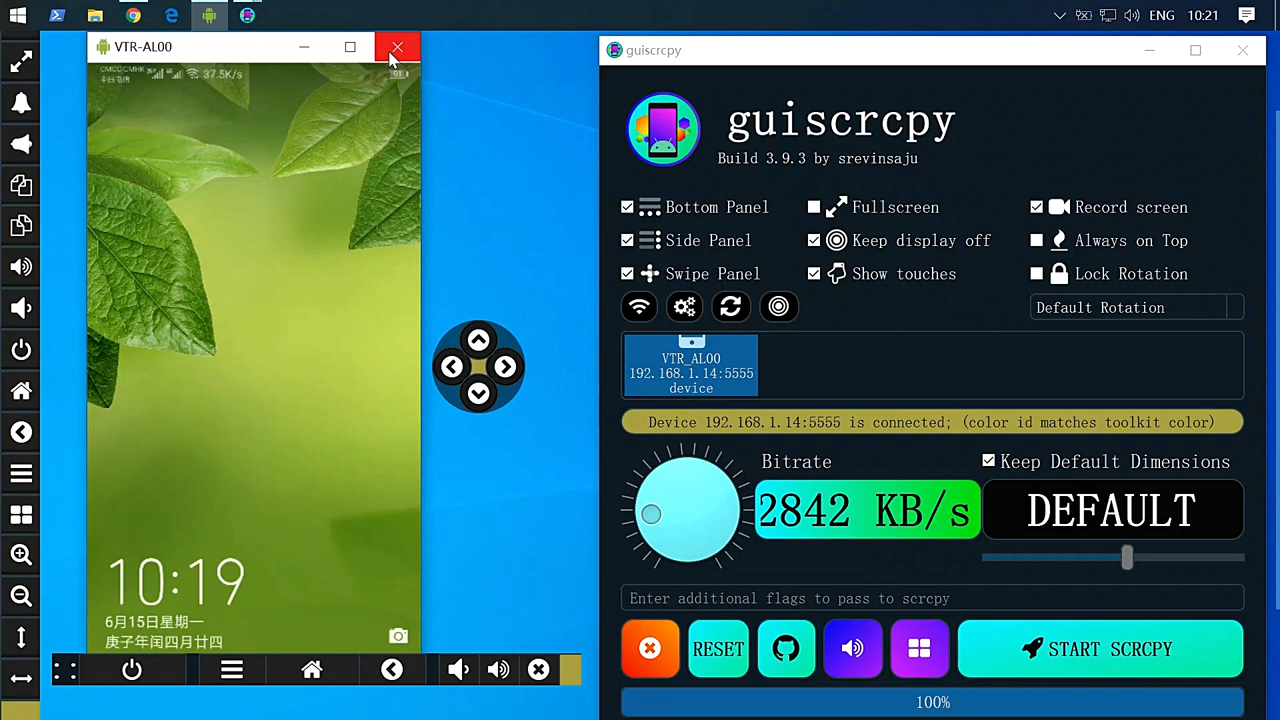 ENG 10:21
VTR-AL00
37.5K/s
91
10:19
6月15日星期一
庚子年闰四月廿四
guiscrcpy
guiscrcpy
Build 3.9.3 by srevinsaju
Bottom Panel Fullscreen Record screen
Side Panel Keep display off Always on Top
Swipe Panel Show touches Lock Rotation
Default Rotation
VTR_AL00
192.168.1.14:5555
device
Device 192.168.1.14:5555 is connected; (color id matches toolkit color)
Bitrate Keep Default Dimensions
2842 KB/s DEFAULT
Enter additional flags to pass to scrcpy
RESET START SCRCPY
100%